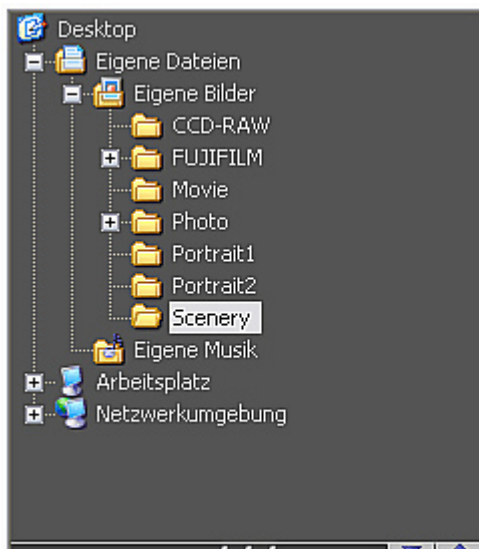 Desktop
Eigene Dateien
Eigene Bilder
CCD-RAW
FUJIFILM
Movie
Photo
Portrait1
Portrait2
Scenery
Eigene Musik
Arbeitsplatz
Netzwerkumgebung